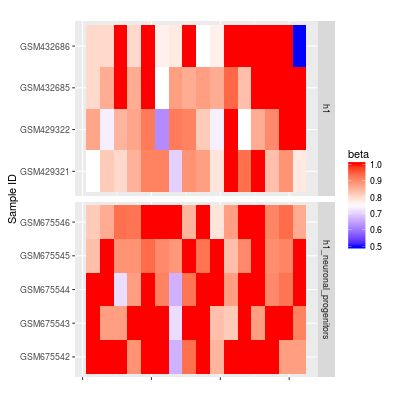 GSM432686
GSM432685
GSM429322
GSM429321
h1
GSM675546
GSM675545
GSM675544
GSM675543
GSM675542
h1_neuronal_progenitors
Sample ID
beta
1.0
0.9
0.8
0.7
0.6
0.5